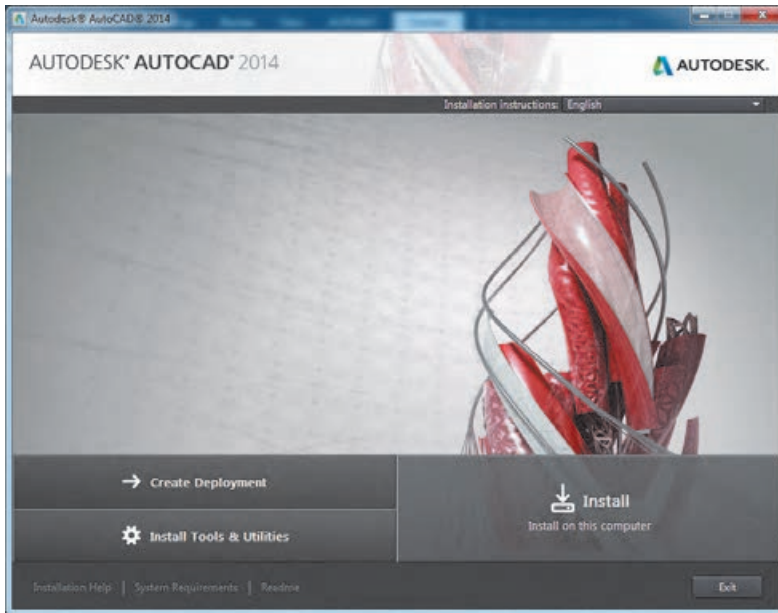 Autodesk® AutoCAD® 2014
AUTODESK® AUTOCAD® 2014
AUTODESK.
Installation instructions: English
Create Deployment
Install
Install on this computer
Install Tools & Utilities
Installation Help | System Requirements | Readme
Exit